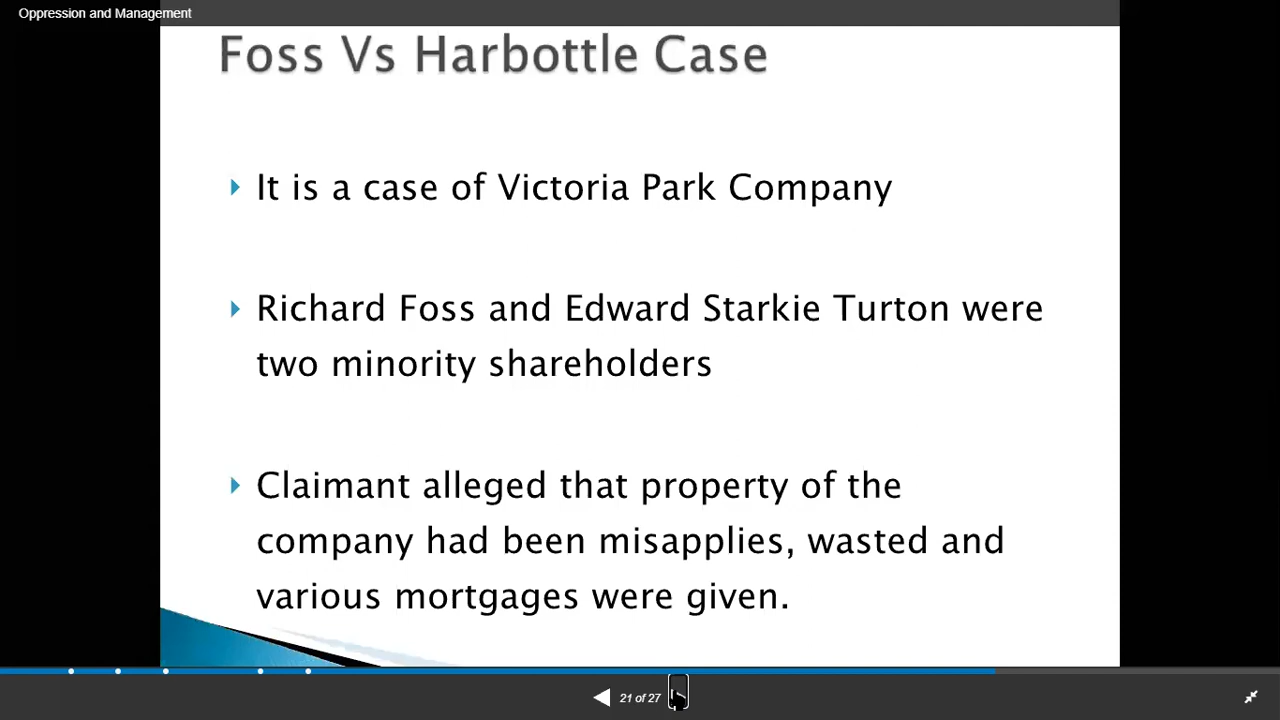 Oppression and Management
Foss Vs Harbottle Case
It is a case of Victoria Park Company
Richard Foss and Edward Starkie Turton were
two minority shareholders
Claimant alleged that property of the
company had been misapplies, wasted and
various mortgages were given.
21 of 27